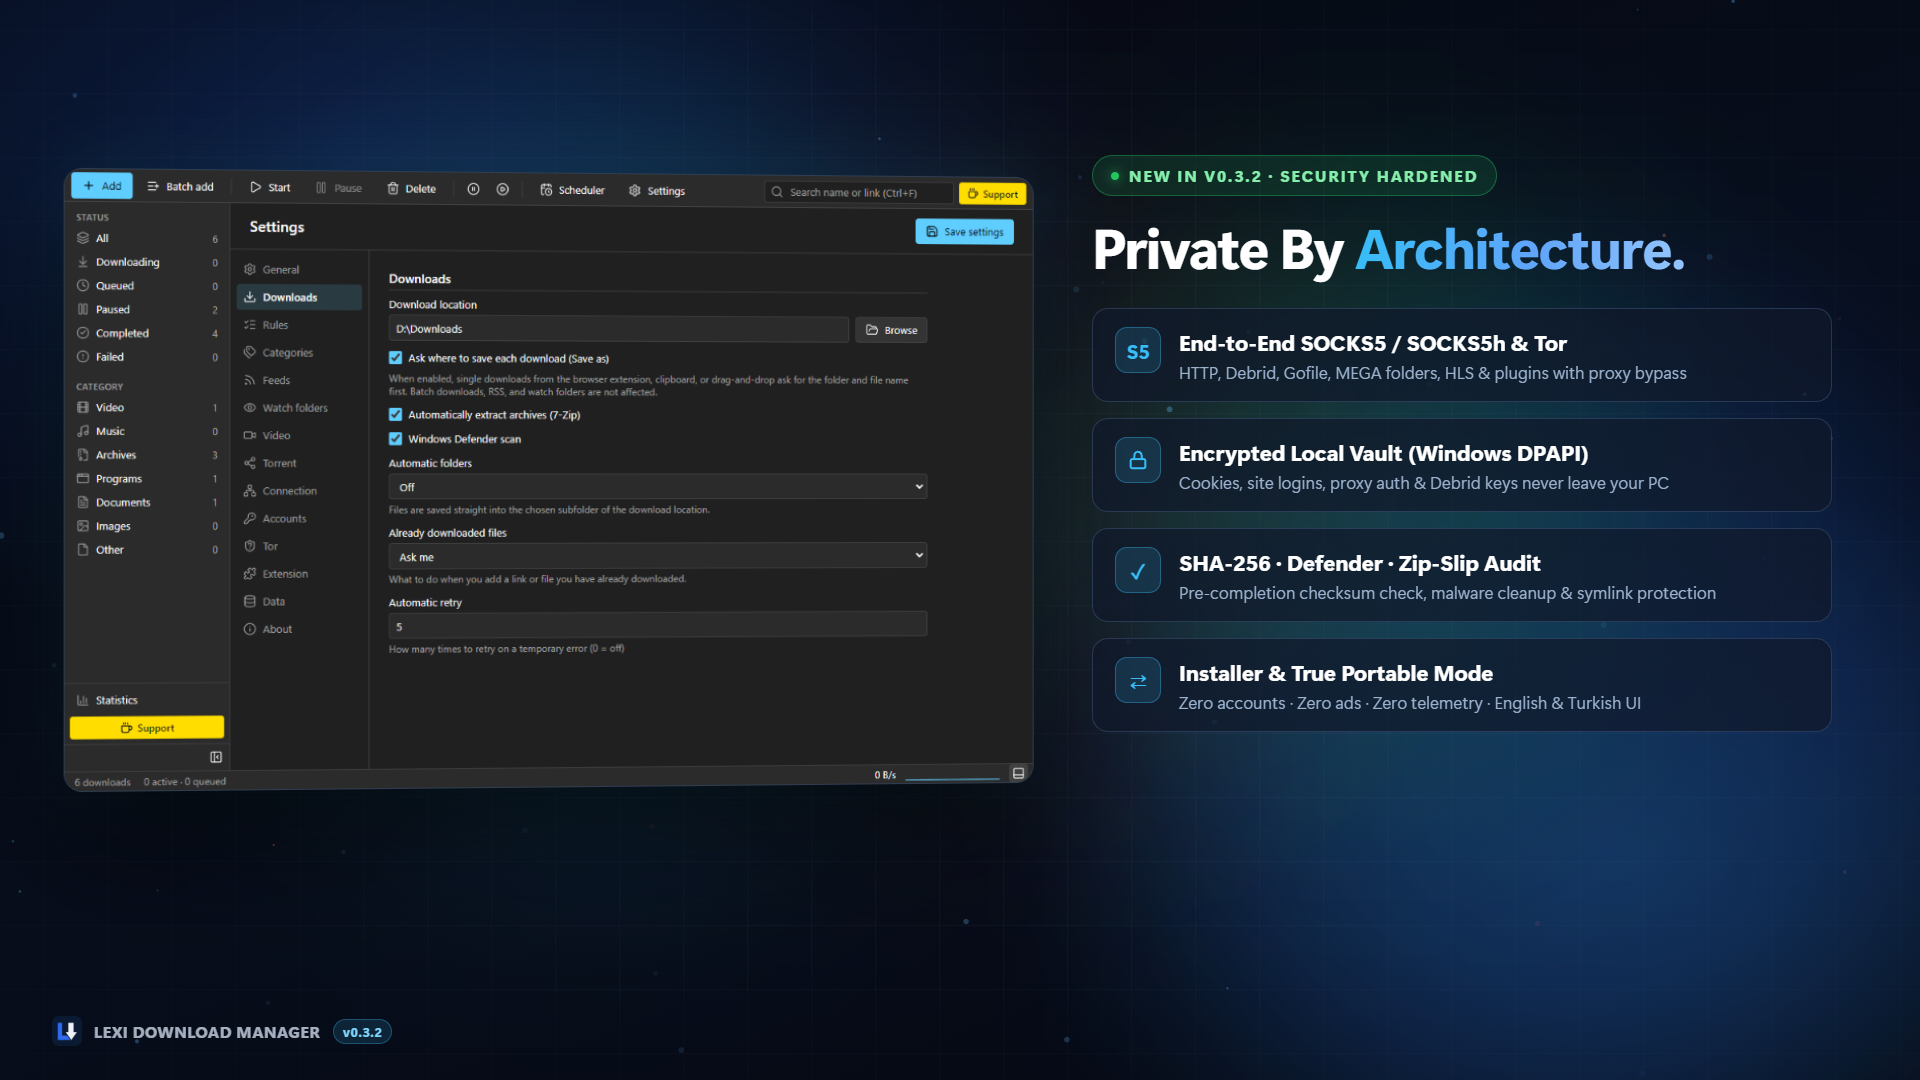 Add
Batch add
Start
Pause
Delete
Scheduler
Settings
Search name or link (Ctrl+F)
Support
STATUS
All 6
Downloading 0
Queued 0
Paused 2
Completed 4
Failed 0
CATEGORY
Video 1
Music 0
Archives 3
Programs 1
Documents 1
Images 0
Other 0
Statistics
Support
6 downloads
0 active · 0 queued
0 B/s
Settings
Save settings
General
Downloads
Rules
Categories
Feeds
Watch folders
Video
Torrent
Connection
Accounts
Tor
Extension
Data
About
Downloads
Download location
D:\Downloads
Browse
Ask where to save each download (Save as)
When enabled, single downloads from the browser extension, clipboard, or drag-and-drop ask for the folder and file name
first. Batch downloads, RSS, and watch folders are not affected.
Automatically extract archives (7-Zip)
Windows Defender scan
Automatic folders
Off
Files are saved straight into the chosen subfolder of the download location.
Already downloaded files
Ask me
What to do when you add a link or file you have already downloaded.
Automatic retry
5
How many times to retry on a temporary error (0 = off)
NEW IN V0.3.2 · SECURITY HARDENED
Private By Architecture.
S5
End-to-End SOCKS5 / SOCKS5h & Tor
HTTP, Debrid, Gofile, MEGA folders, HLS & plugins with proxy bypass
Encrypted Local Vault (Windows DPAPI)
Cookies, site logins, proxy auth & Debrid keys never leave your PC
SHA-256 · Defender · Zip-Slip Audit
Pre-completion checksum check, malware cleanup & symlink protection
Installer & True Portable Mode
Zero accounts · Zero ads · Zero telemetry · English & Turkish UI
LEXI DOWNLOAD MANAGER
v0.3.2